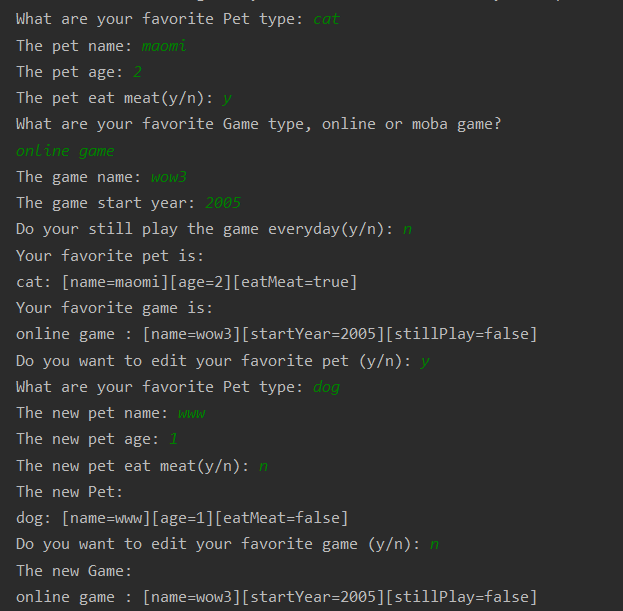 What are your favorite Pet type: cat
The pet name: maomi
The pet age: 2
The pet eat meat(y/n): y
What are your favorite Game type, online or moba game?
online game
The game name: wow3
The game start year: 2005
Do your still play the game everyday(y/n): n
Your favorite pet is:
cat: [name=maomi][age=2][eatMeat=true]
Your favorite game is:
online game : [name=wow3][startYear=2005][stillPlay=false]
Do you want to edit your favorite pet (y/n): y
What are your favorite Pet type: dog
The new pet name: www
The new pet age: 1
The new pet eat meat(y/n): n
The new Pet:
dog: [name=www][age=1][eatMeat=false]
Do you want to edit your favorite game (y/n): n
The new Game:
online game : [name=wow3][startYear=2005][stillPlay=false]